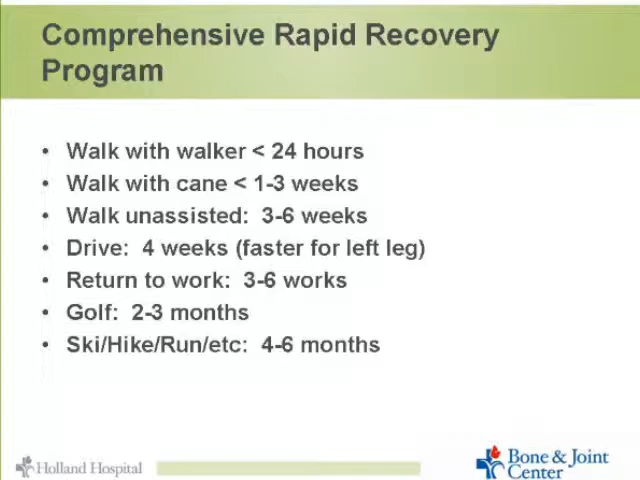 Comprehensive Rapid Recovery
Program
• Walk with walker < 24 hours
• Walk with cane < 1-3 weeks
• Walk unassisted: 3-6 weeks
• Drive: 4 weeks (faster for left leg)
• Return to work: 3-6 works
• Golf: 2-3 months
• Ski/Hike/Run/etc: 4-6 months
Holland Hospital
Bone & Joint
Center